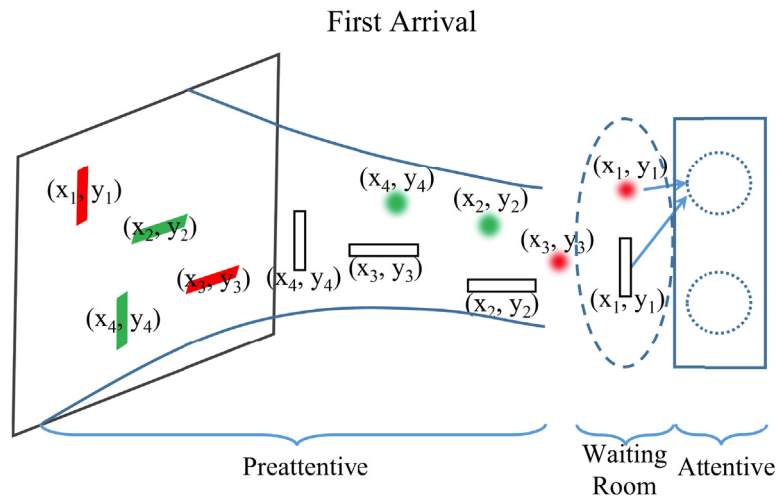 First Arrival
(x₁, y₁)
(x₂, y₂)
(x₃, y₃)
(x₄, y₄)
(x₄, y₄)
(x₃, y₃)
(x₄, y₄)
(x₂, y₂)
(x₂, y₂)
(x₃, y₃)
(x₁, y₁)
(x₁, y₁)
Preattentive
Waiting
Room
Attentive